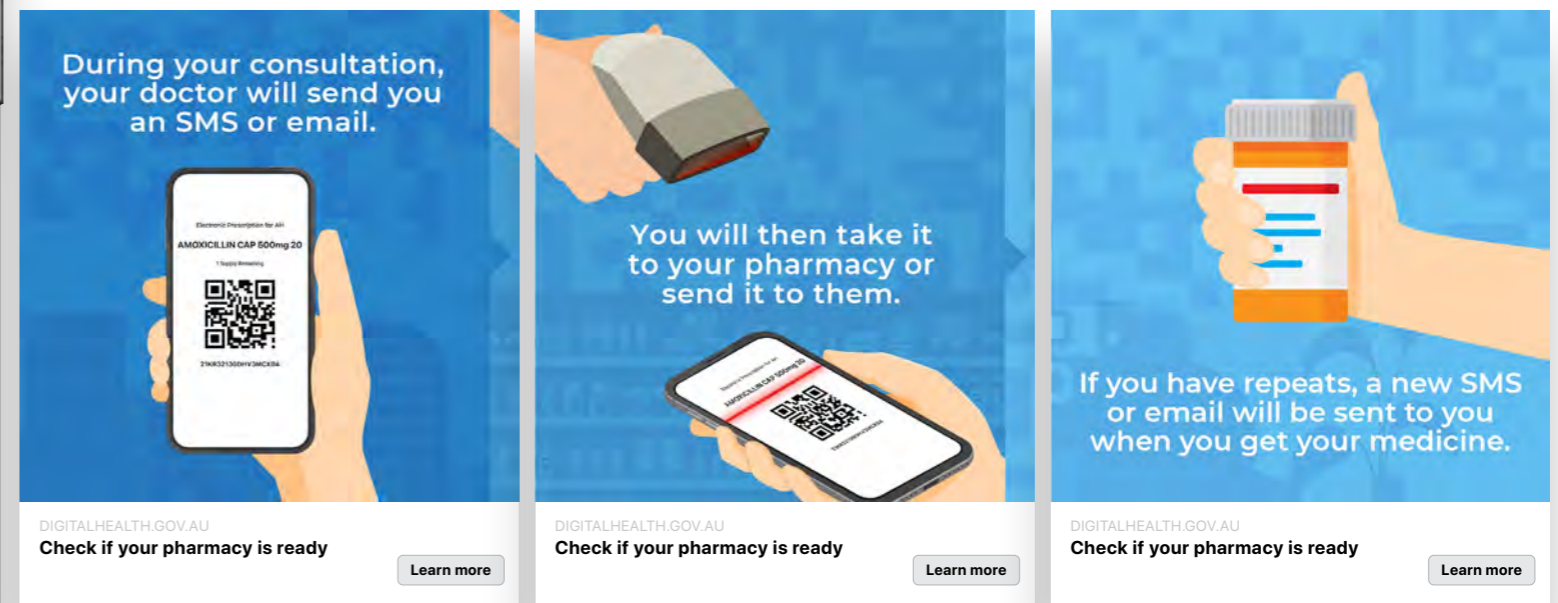 During your consultation,
your doctor will send you
an SMS or email.
Electronic Prescription for
AMOXICILLIN CAP 500mg 20
1 Supply Remaining
DIGITALHEALTH.GOV.AU
Check if your pharmacy is ready
Learn more
You will then take it
to your pharmacy or
send it to them.
Electronic Prescription for
AMOXICILLIN CAP 500mg 20
DIGITALHEALTH.GOV.AU
Check if your pharmacy is ready
Learn more
If you have repeats, a new SMS
or email will be sent to you
when you get your medicine.
DIGITALHEALTH.GOV.AU
Check if your pharmacy is ready
Learn more